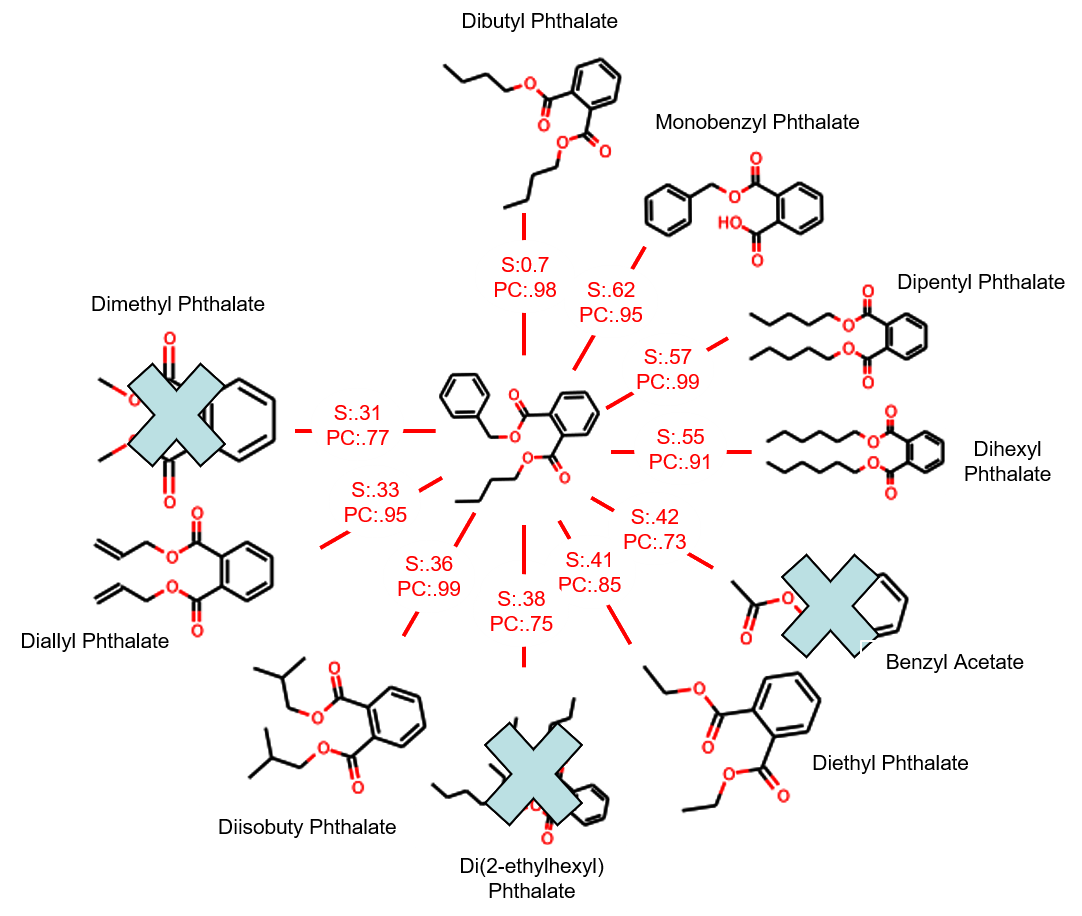 Dibutyl Phthalate
O
O
O
O
S:0.7
PC:.98
Monobenzyl Phthalate
O
O
HO
O
S:.62
PC:.95
Dipentyl Phthalate
O
O
O
O
S:.57
PC:.99
Dihexyl
Phthalate
O
O
O
O
S:.55
PC:.91
S:.42
PC:.73
O
O
Benzyl Acetate
S:.41
PC:.85
O
O
O
O
Diethyl Phthalate
S:.38
PC:.75
O
O
Di(2-ethylhexyl)
Phthalate
S:.36
PC:.99
O
O
O
O
Diisobuty Phthalate
S:.33
PC:.95
O
O
O
O
Diallyl Phthalate
Dimethyl Phthalate
O
O
O
S:.31
PC:.77
O
O
O
O